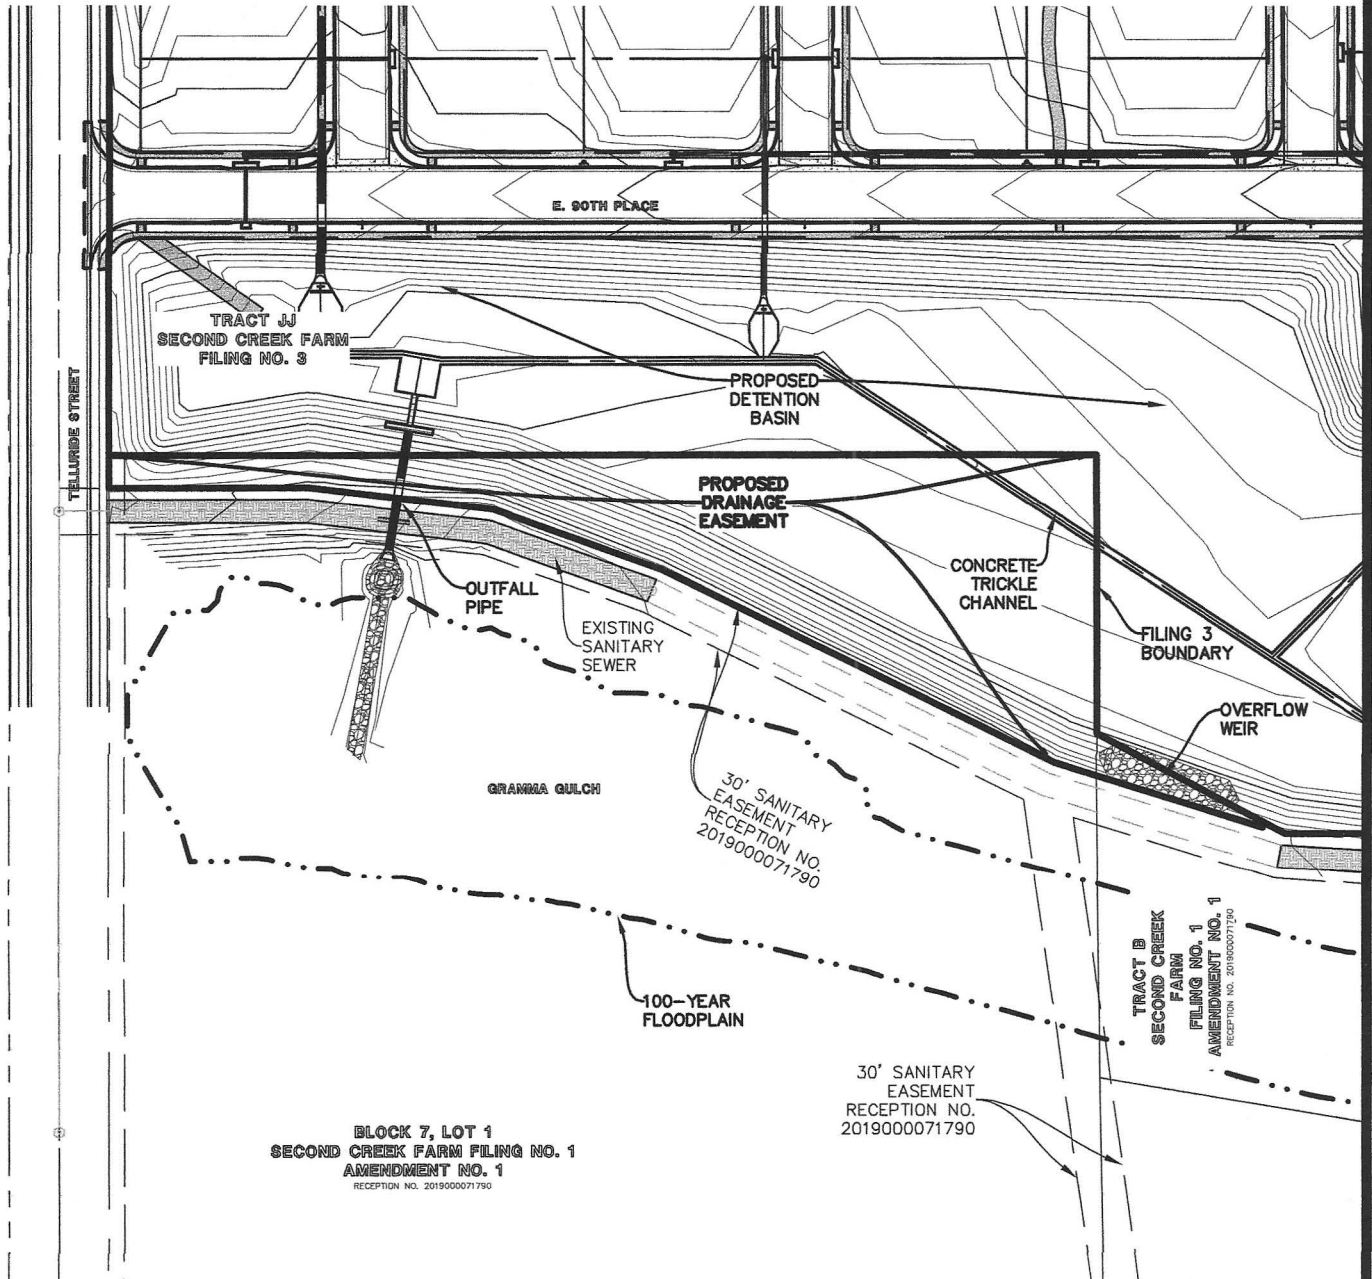 E. 90TH PLACE
TRACT JJ
SECOND CREEK FARM
FILING NO. 3
TELLURIDE STREET
PROPOSED
DETENTION
BASIN
PROPOSED
DRAINAGE
EASEMENT
CONCRETE
TRICKLE
CHANNEL
OUTFALL
PIPE
EXISTING
SANITARY
SEWER
FILING 3
BOUNDARY
OVERFLOW
WEIR
GRAMMA GULCH
30' SANITARY
EASEMENT
RECEPTION NO.
2019000071790
100-YEAR
FLOODPLAIN
TRACT B
SECOND CREEK
FARM
FILING NO. 1
AMENDMENT NO. 1
RECEPTION NO. 2019000071790
30' SANITARY
EASEMENT
RECEPTION NO.
2019000071790
BLOCK 7, LOT 1
SECOND CREEK FARM FILING NO. 1
AMENDMENT NO. 1
RECEPTION NO. 2019000071790